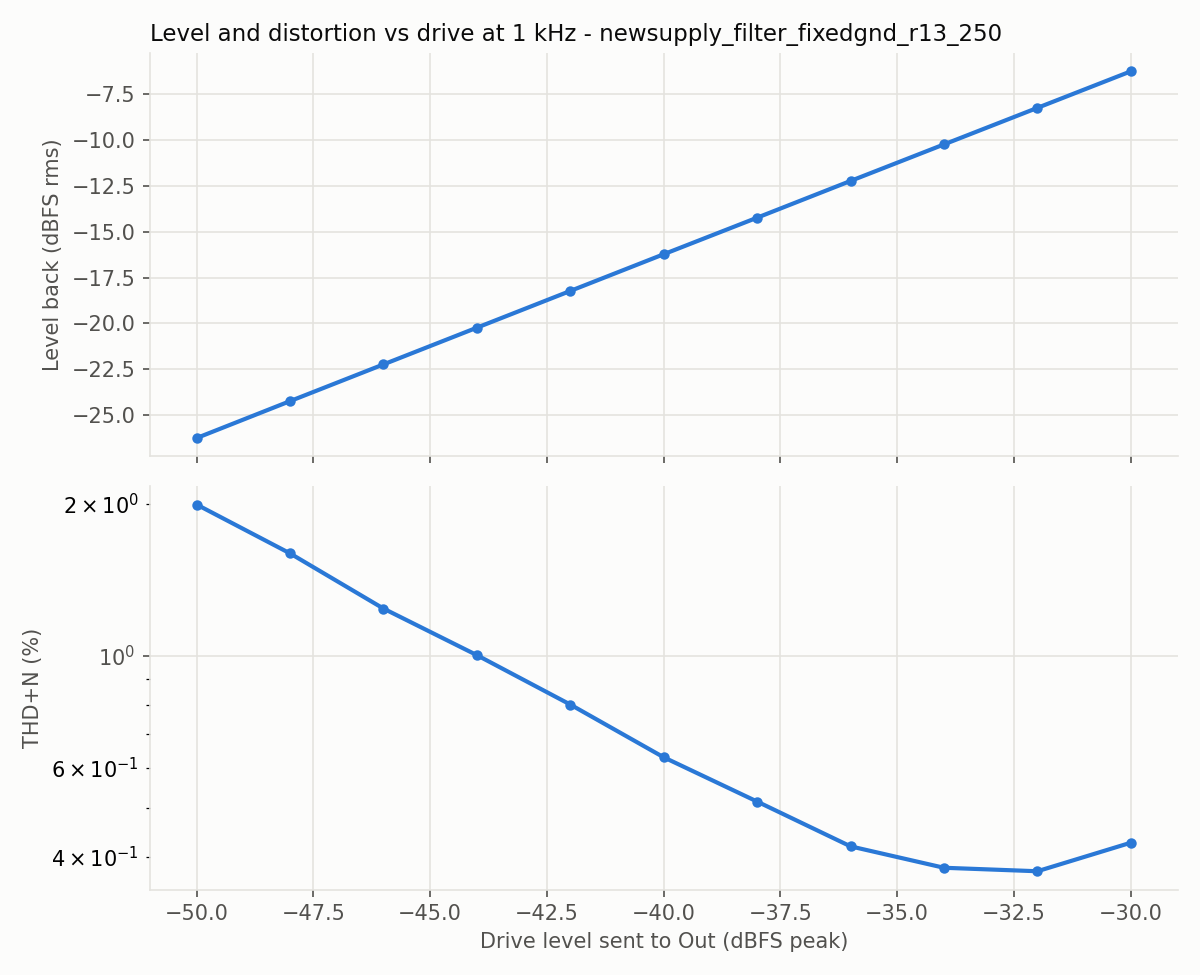 Level and distortion vs drive at 1 kHz - newsupply_filter_fixedgnd_r13_250
Level back (dBFS rms)
−7.5
−10.0
−12.5
−15.0
−17.5
−20.0
−22.5
−25.0
THD+N (%)
2 × 10⁰
10⁰
6 × 10⁻¹
4 × 10⁻¹
−50.0 −47.5 −45.0 −42.5 −40.0 −37.5 −35.0 −32.5 −30.0
Drive level sent to Out (dBFS peak)